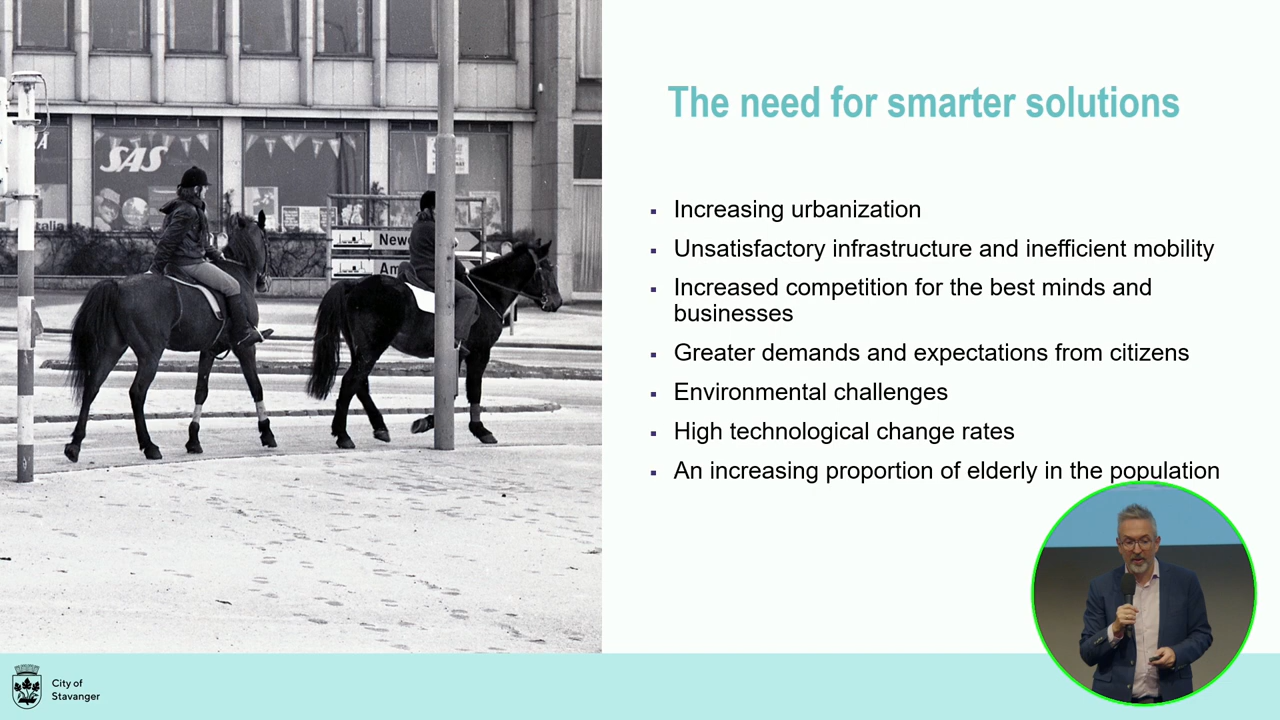 SAS
New
Am
The need for smarter solutions
Increasing urbanization
Unsatisfactory infrastructure and inefficient mobility
Increased competition for the best minds and
businesses
Greater demands and expectations from citizens
Environmental challenges
High technological change rates
An increasing proportion of elderly in the population
City of
Stavanger